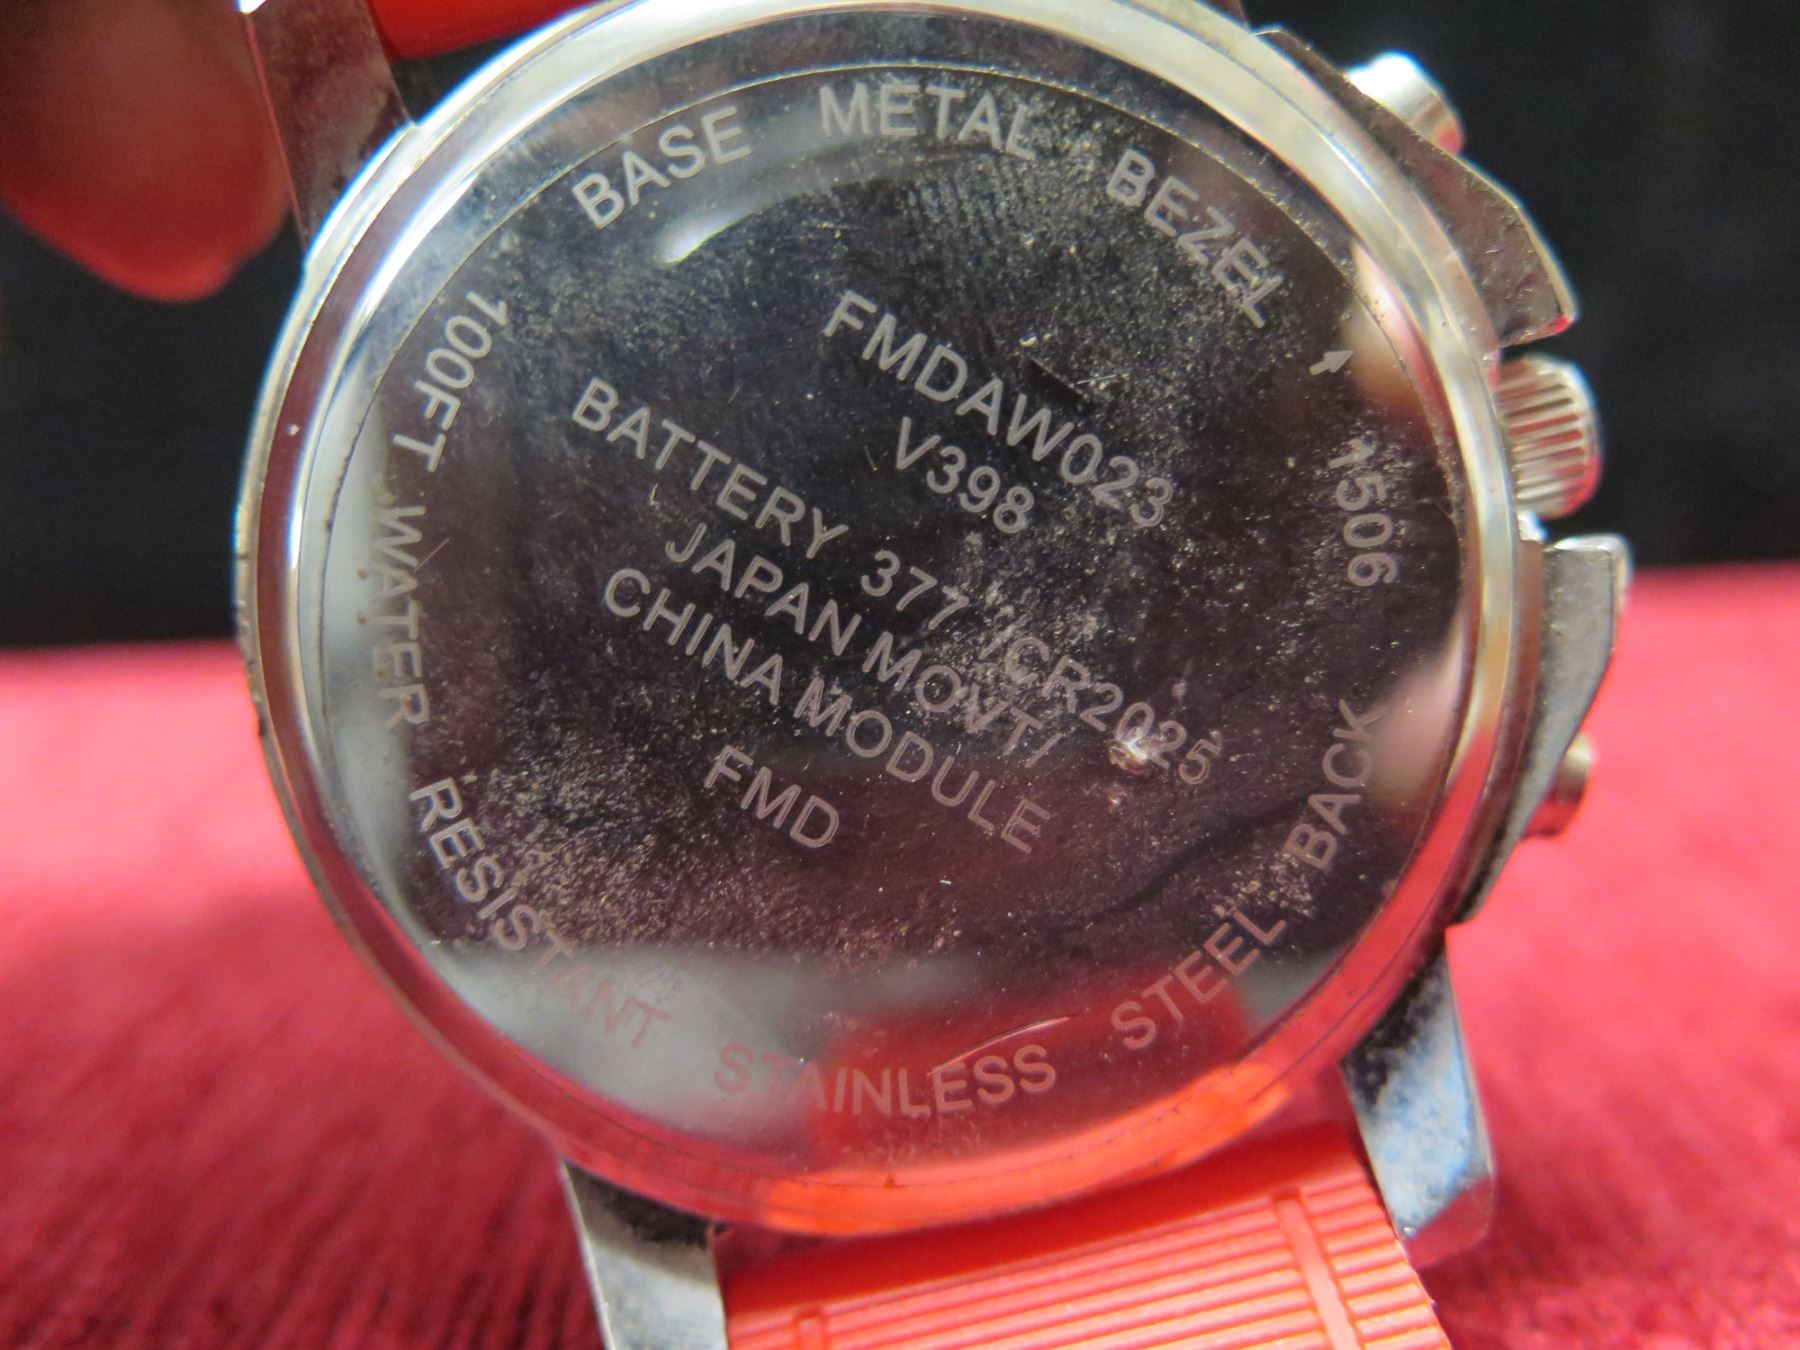 BASE METAL BEZEL
1506
STAINLESS STEEL BACK
100FT WATER RESISTANT
FMDAW023
V398
BATTERY 377 /CR2025
JAPAN MOVT/
CHINA MODULE
FMD